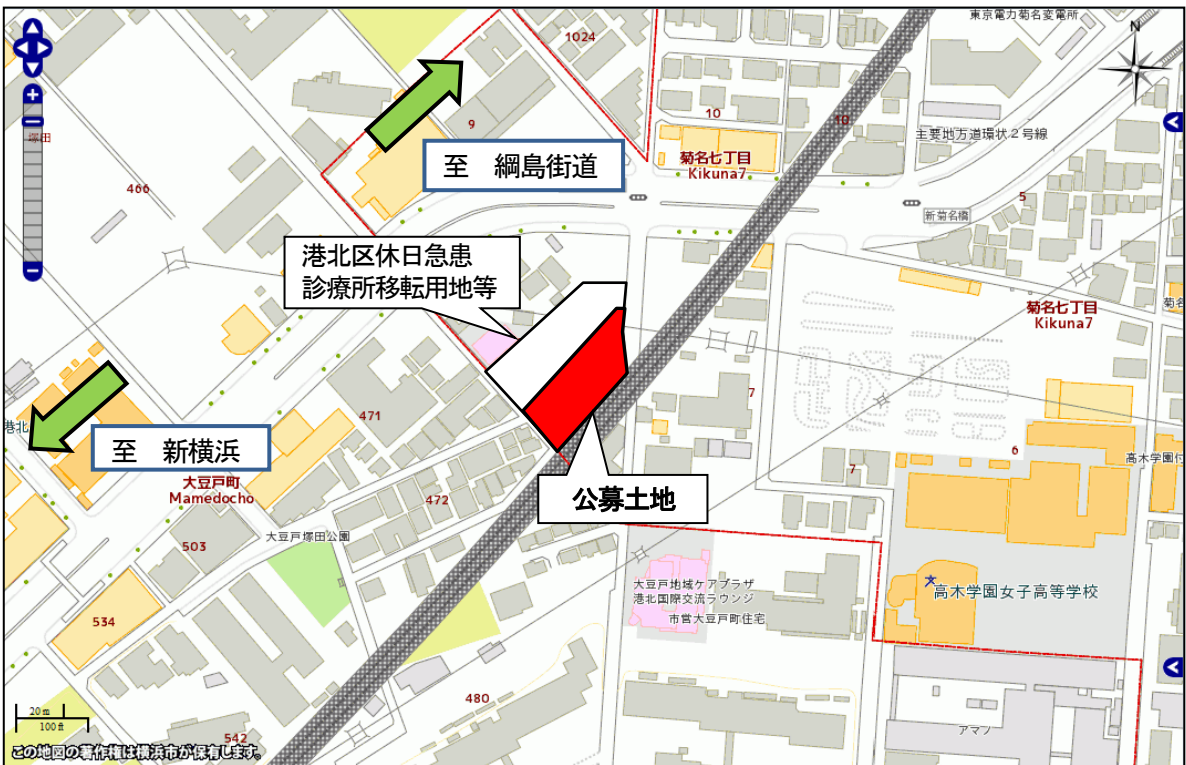 東京電力菊名変電所
N
1024
塚田
9
10
10
主要地方道環状2号線
至 綱島街道
菊名七丁目
Kikuna7
466
5
新菊名橋
港北区休日急患
診療所移転用地等
菊名七丁目
Kikuna7
菊名
7
471
港北
至 新横浜
大豆戸町
Mamedocho
472
公募土地
7
6
高木学園付
503
大豆戸塚田公園
大豆戸地域ケアプラザ
港北国際交流ラウンジ
市営大豆戸町住宅
高木学園女子高等学校
534
480
20m
100ft
542
アマノ
この地図の著作権は横浜市が保有します。